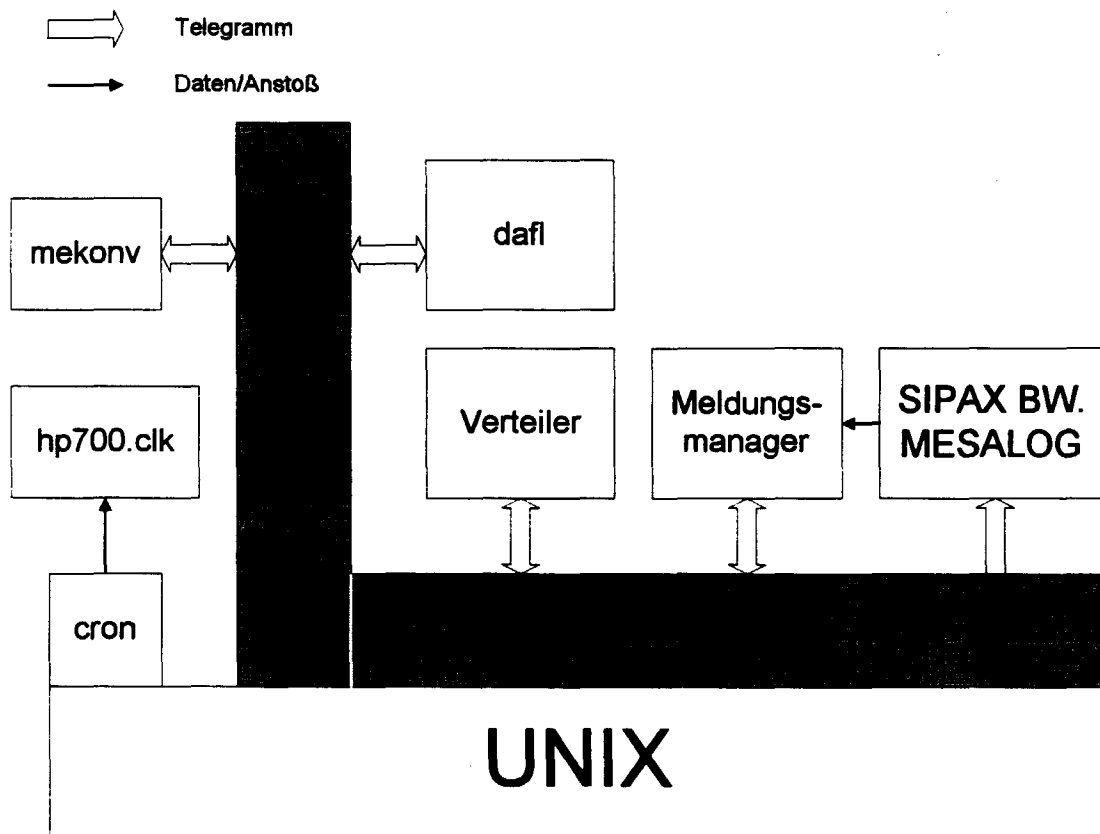 Telegramm
Daten/Anstoß
mekonv
dafl
hp700.clk
Verteiler
Meldungs-
manager
SIPAX BW.
MESALOG
cron
UNIX